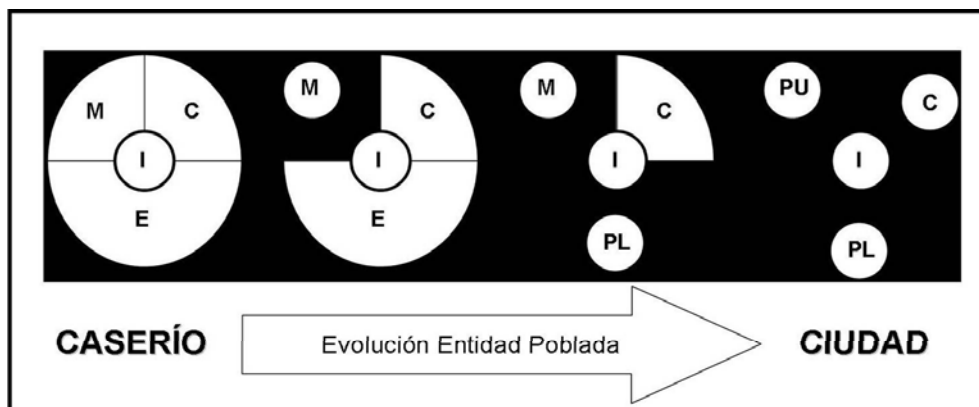 M C I E
M C I E
M C I PL
PU C I PL
CASERÍO
Evolución Entidad Poblada
CIUDAD